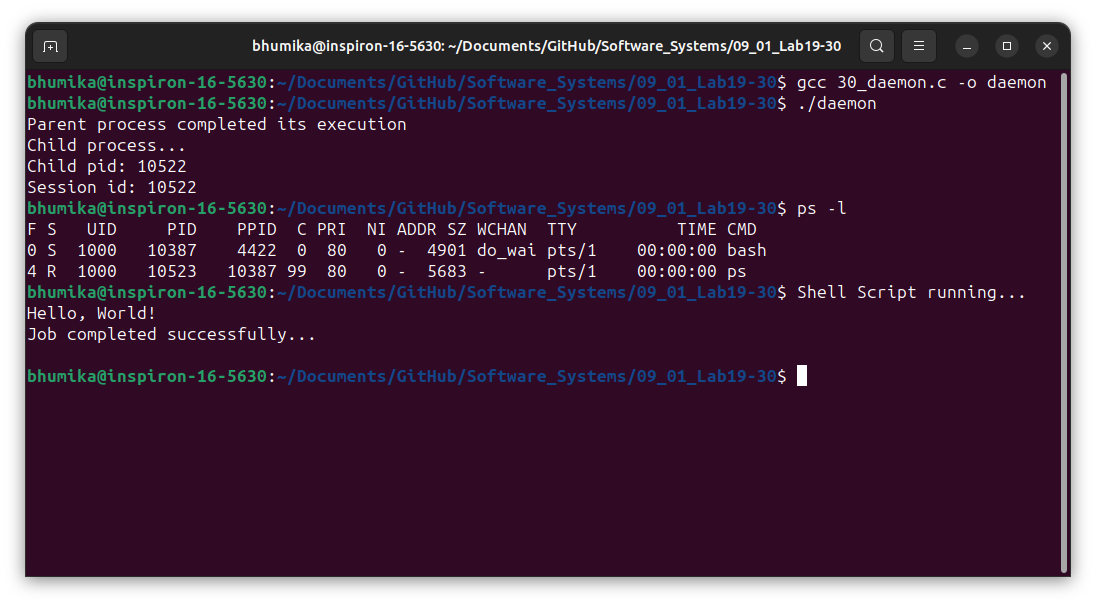 bhumika@inspiron-16-5630: ~/Documents/GitHub/Software_Systems/09_01_Lab19-30
bhumika@inspiron-16-5630:~/Documents/GitHub/Software_Systems/09_01_Lab19-30$ gcc 30_daemon.c -o daemon
bhumika@inspiron-16-5630:~/Documents/GitHub/Software_Systems/09_01_Lab19-30$ ./daemon
Parent process completed its execution
Child process...
Child pid: 10522
Session id: 10522
bhumika@inspiron-16-5630:~/Documents/GitHub/Software_Systems/09_01_Lab19-30$ ps -l
F S   UID     PID    PPID  C PRI  NI ADDR SZ WCHAN  TTY          TIME CMD
0 S  1000   10387    4422  0  80   0 -  4901 do_wai pts/1    00:00:00 bash
4 R  1000   10523   10387 99  80   0 -  5683 -      pts/1    00:00:00 ps
bhumika@inspiron-16-5630:~/Documents/GitHub/Software_Systems/09_01_Lab19-30$ Shell Script running...
Hello, World!
Job completed successfully...
bhumika@inspiron-16-5630:~/Documents/GitHub/Software_Systems/09_01_Lab19-30$